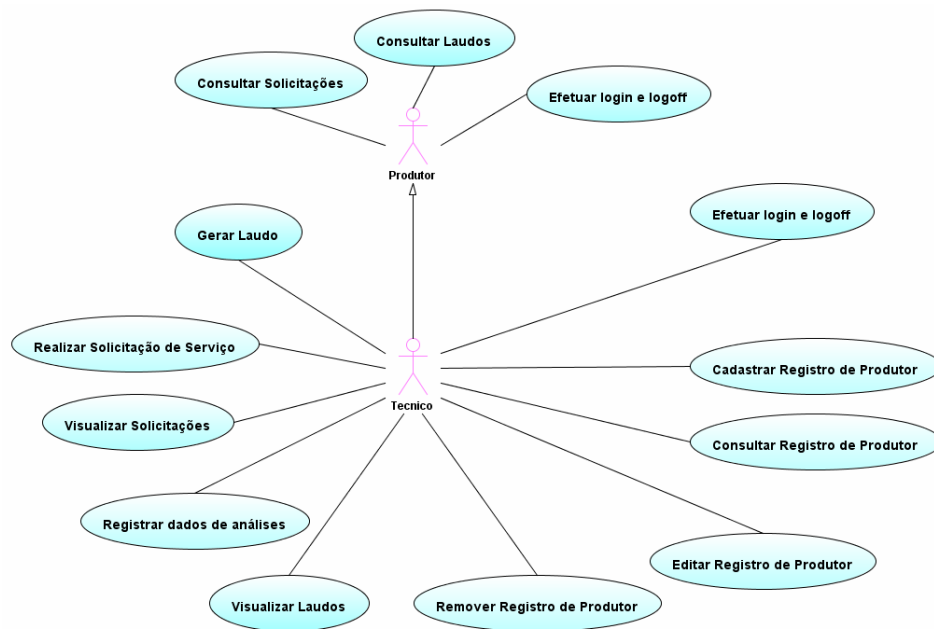 Consultar Laudos
Consultar Solicitações
Efetuar login e logoff
Produtor
Efetuar login e logoff
Gerar Laudo
Realizar Solicitação de Serviço
Cadastrar Registro de Produtor
Tecnico
Visualizar Solicitações
Consultar Registro de Produtor
Registrar dados de análises
Editar Registro de Produtor
Visualizar Laudos
Remover Registro de Produtor